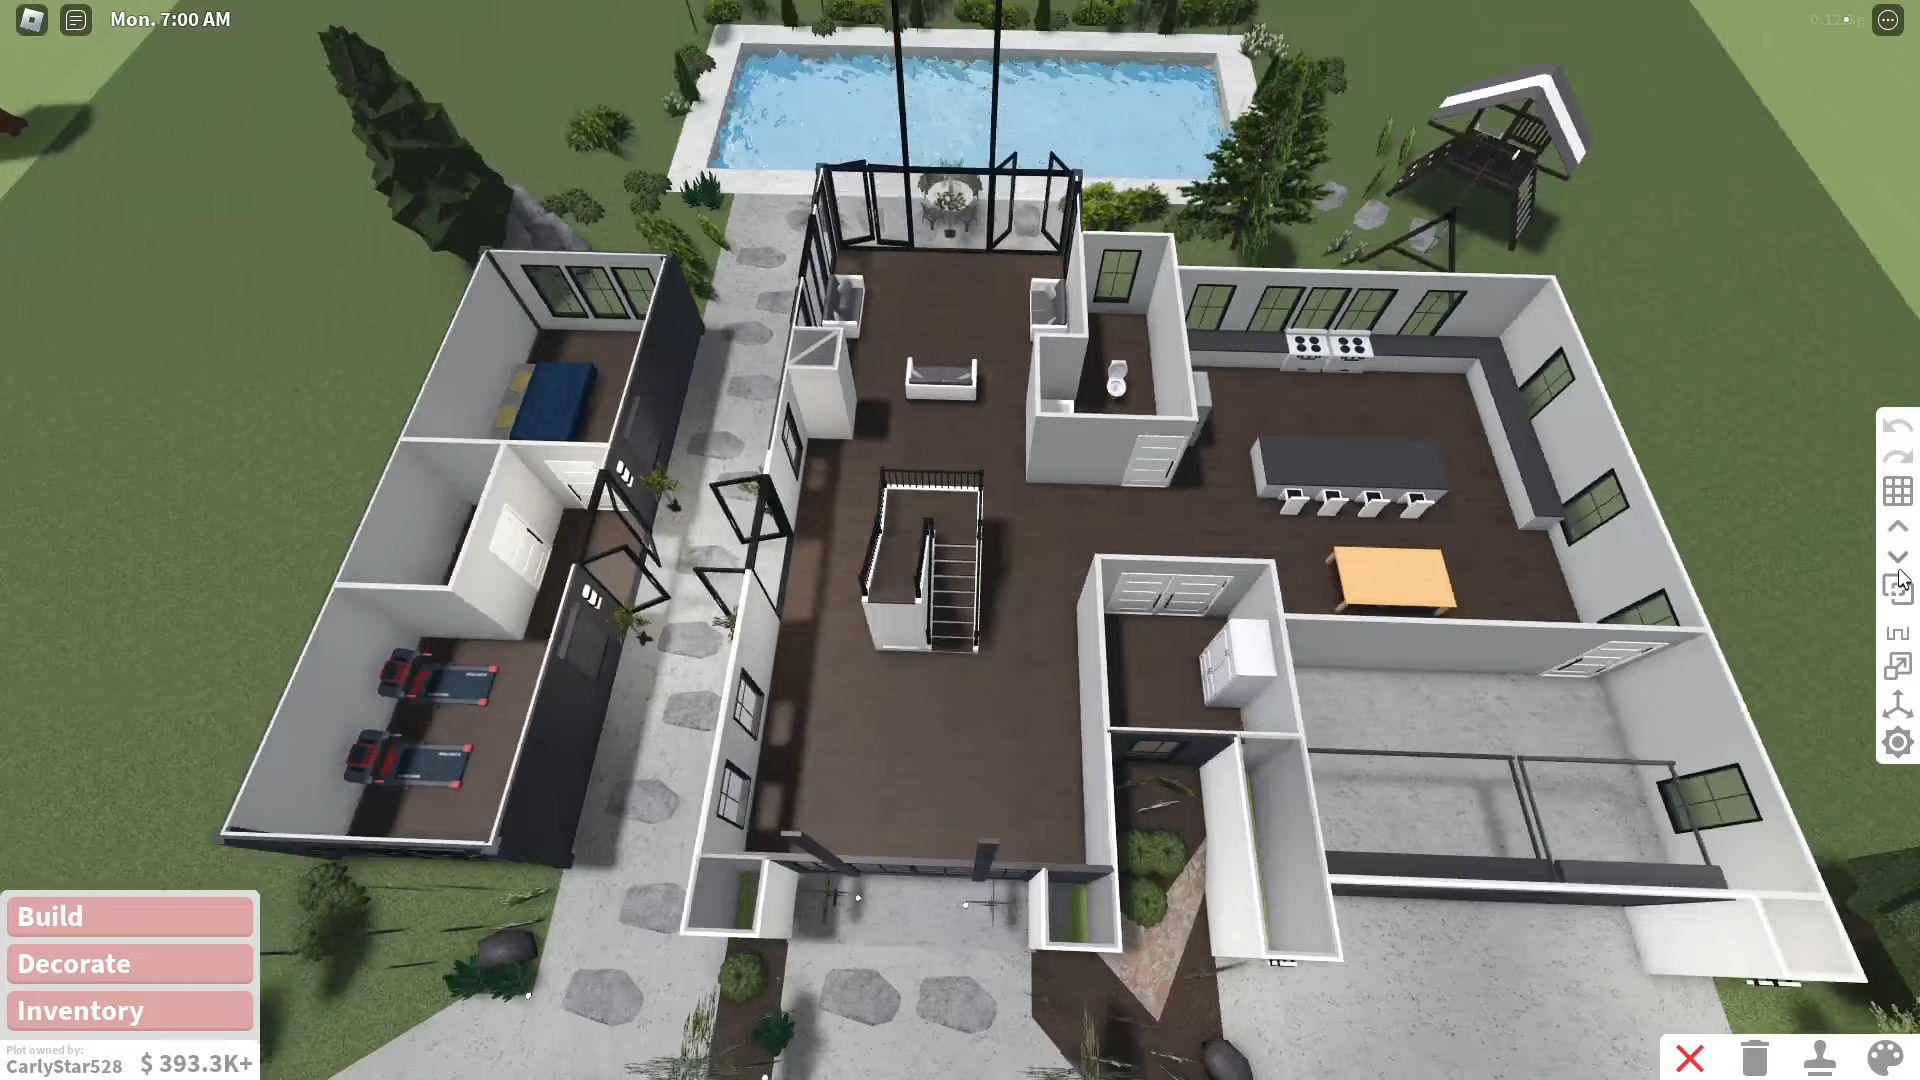 Mon. 7:00 AM
Build
Decorate
Inventory
Plot owned by:
CarlyStar528
$ 393.3K+